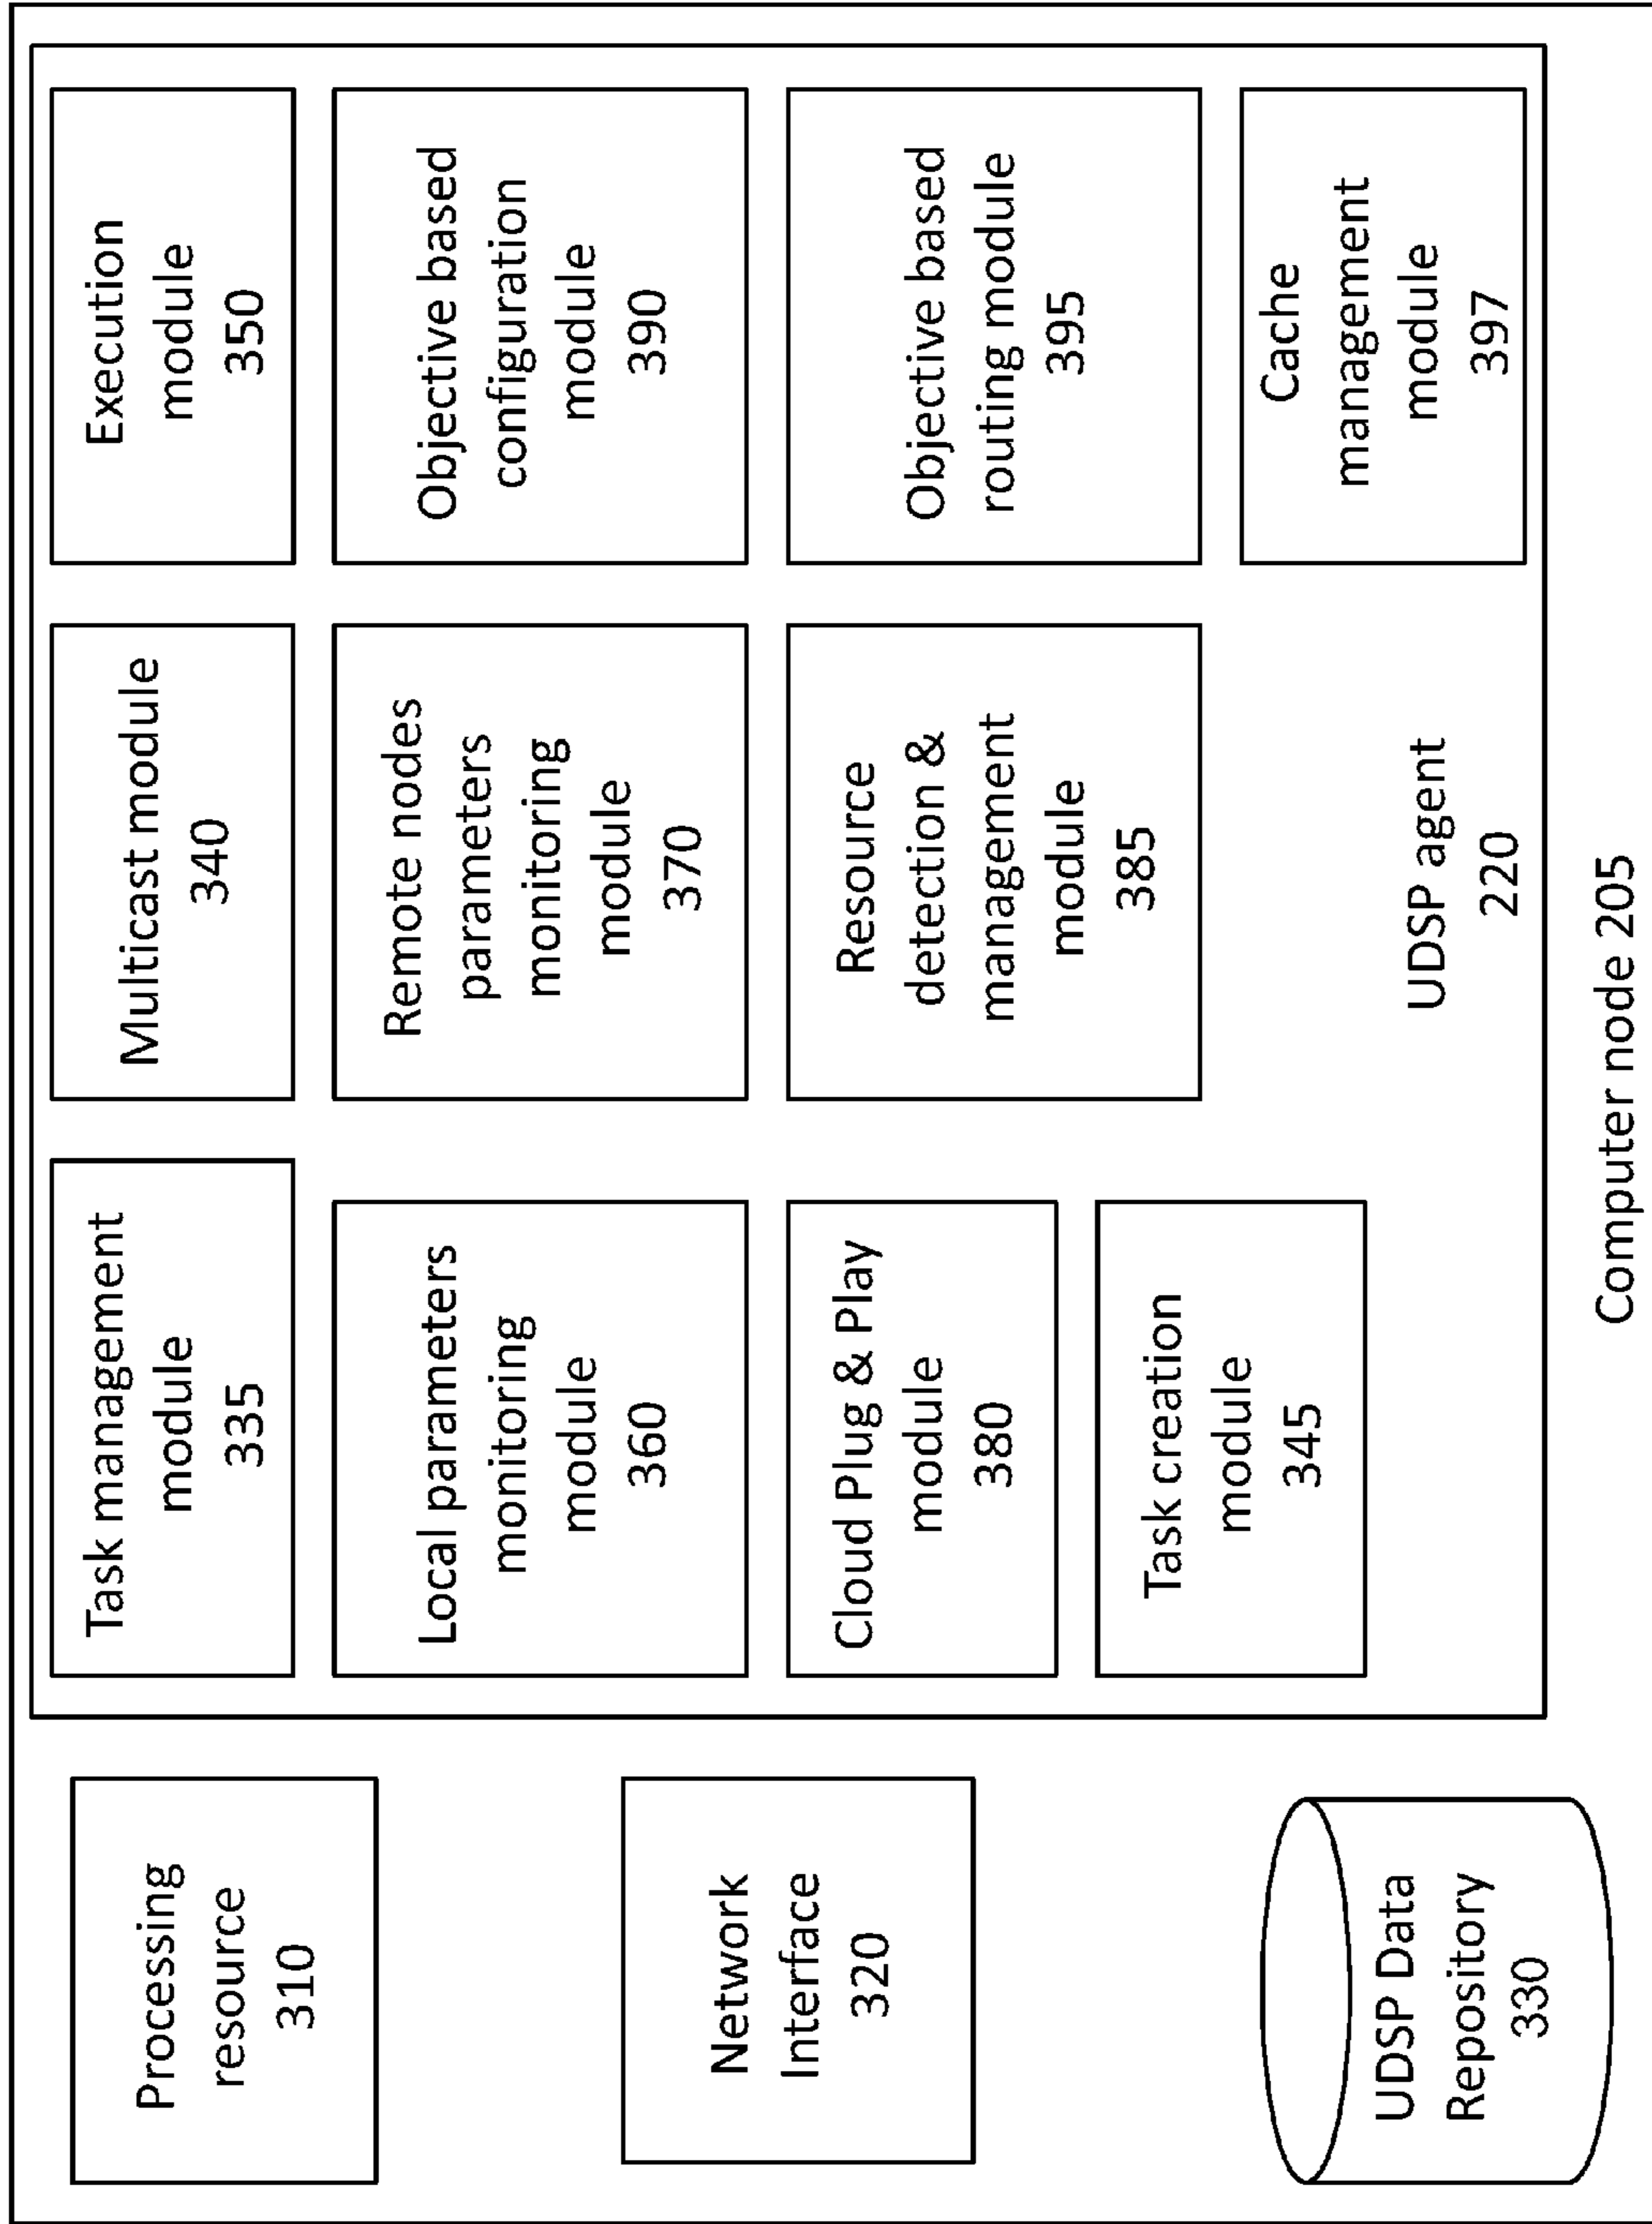 Processing
resource
310
Network
Interface
320
UDSP Data
Repository
330
Task management
module
335
Multicast module
340
Execution
module
350
Local parameters
monitoring
module
360
Remote nodes
parameters
monitoring
module
370
Objective based
configuration
module
390
Cloud Plug & Play
module
380
Resource
detection &
management
module
385
Objective based
routing module
395
Task creation
module
345
Cache
management
module
397
UDSP agent
220
Computer node 205